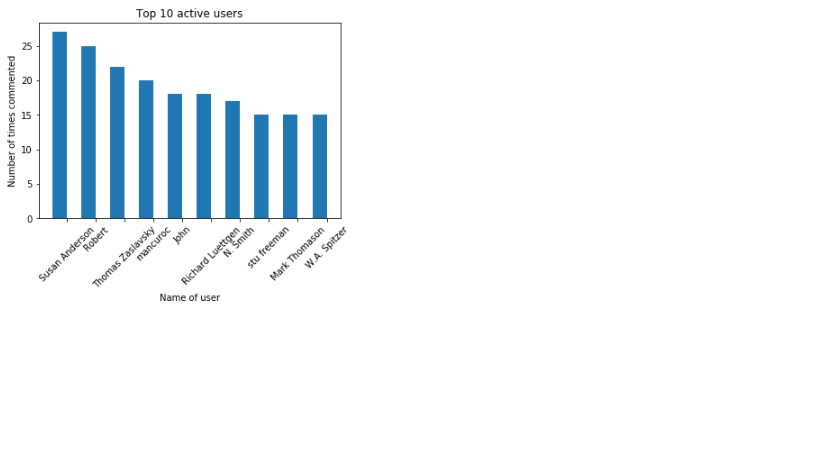 Top 10 active users
Number of times commented
25
20
15
10
5
0
Susan Anderson
Robert
Thomas Zaslavsky
mancuroc
John
Richard Luettgen
N. Smith
stu freeman
Mark Thomason
W.A. Spitzer
Name of user